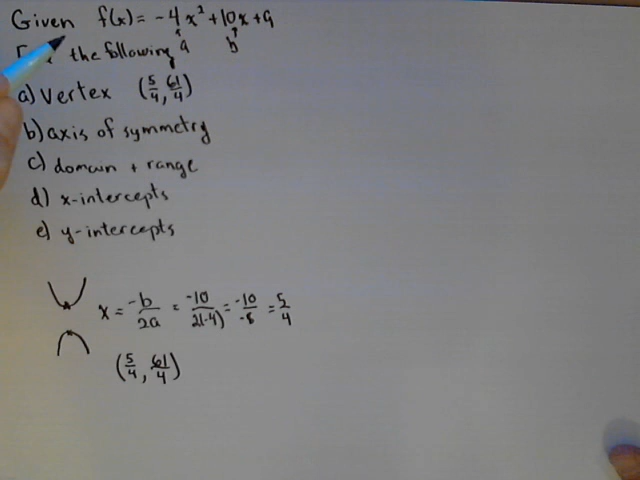 Given f(x) = -4x² + 10x + 9
the following a b
a) vertex (5/4, 61/4)
b) axis of symmetry
c) domain + range
d) x-intercepts
e) y-intercepts
x = -b/2a = -10/2(-4) = -10/-8 = 5/4
(5/4, 61/4)